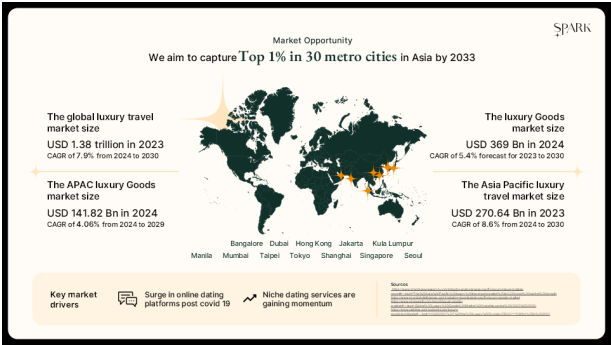 SPARK
Market Opportunity
We aim to capture Top 1% in 30 metro cities in Asia by 2033
The global luxury travel
market size
USD 1.38 trillion in 2023
CAGR of 7.9% from 2024 to 2030
The APAC luxury Goods
market size
USD 141.82 Bn in 2024
CAGR of 4.06% from 2024 to 2029
The luxury Goods
market size
USD 369 Bn in 2024
CAGR of 5.4% forecast for 2023 to 2030
The Asia Pacific luxury
travel market size
USD 270.64 Bn in 2023
CAGR of 8.6% from 2024 to 2030
Bangalore Dubai Hong Kong Jakarta Kula Lumpur
Manila Mumbai Taipei Tokyo Shanghai Singapore Seoul
Key market
drivers
Surge in online dating
platforms post covid 19
Niche dating services are
gaining momentum
Sources